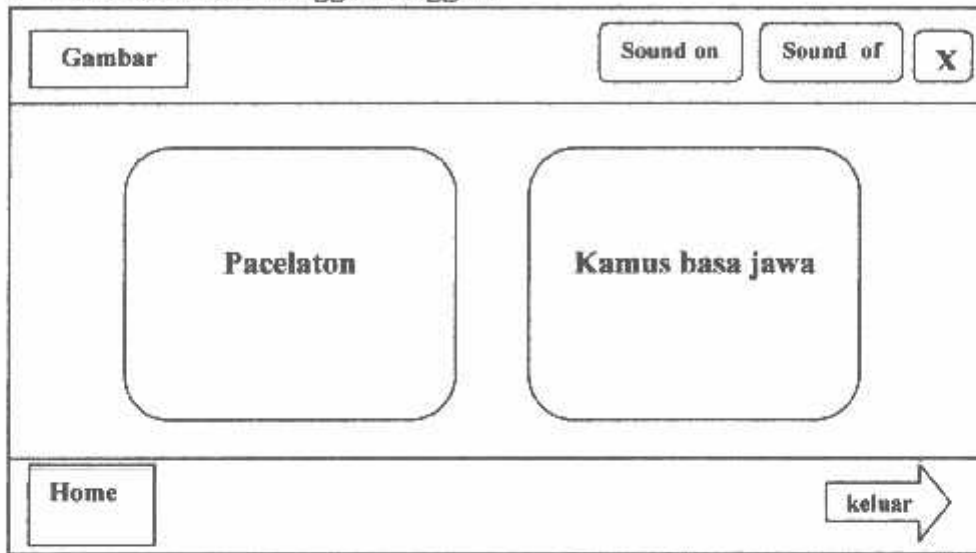 Gambar
Sound on
Sound of
X
Pacelaton
Kamus basa jawa
Home
keluar